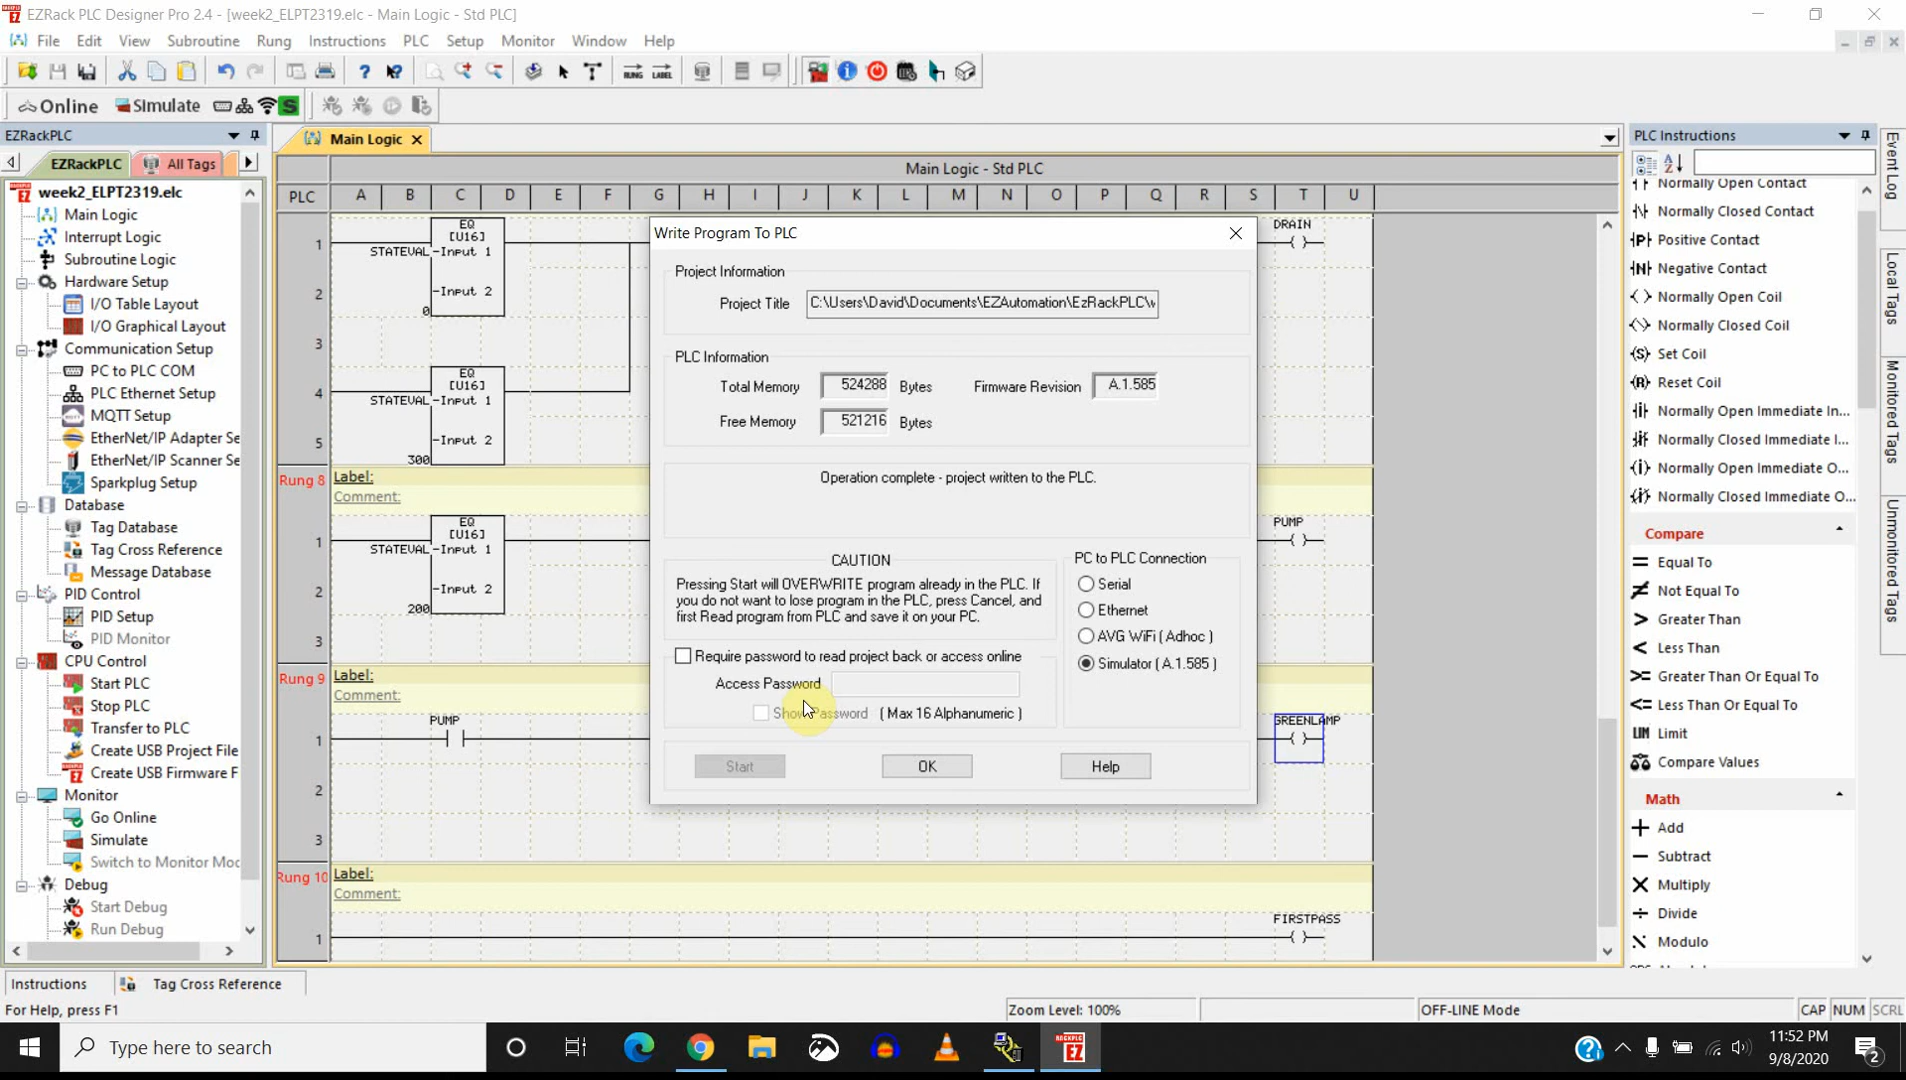 EZRack PLC Designer Pro 2.4 - [week2_ELPT2319.elc - Main Logic - Std PLC]
File Edit View Subroutine Rung Instructions PLC Setup Monitor Window Help
RUNG LABEL
Online Simulate S
EZRackPLC
EZRackPLC All Tags
week2_ELPT2319.elc
Main Logic
Interrupt Logic
Subroutine Logic
Hardware Setup
I/O Table Layout
I/O Graphical Layout
Communication Setup
PC to PLC COM
PLC Ethernet Setup
MQTT Setup
EtherNet/IP Adapter Se
EtherNet/IP Scanner Se
Sparkplug Setup
Database
Tag Database
Tag Cross Reference
Message Database
PID Control
PID Setup
PID Monitor
CPU Control
Start PLC
Stop PLC
Transfer to PLC
Create USB Project File
Create USB Firmware F
Monitor
Go Online
Simulate
Switch to Monitor Moc
Debug
Start Debug
Run Debug
Main Logic
Main Logic - Std PLC
PLC A B C D E F G H I J K L M N O P Q R S T U
1
EQ
[U16]
STATEVAL -Input 1
2
-Input 2
0
DRAIN
3
4
EQ
[U16]
STATEVAL -Input 1
5
-Input 2
300
Rung 8 Label:
Comment:
1
EQ
[U16]
STATEVAL -Input 1
2
-Input 2
200
PUMP
3
Rung 9 Label:
Comment:
PUMP
GREENLAMP
1
2
3
Rung 10 Label:
Comment:
FIRSTPASS
1
Write Program To PLC
Project Information
Project Title C:\Users\David\Documents\EZAutomation\EzRackPLC\w
PLC Information
Total Memory 524288 Bytes Firmware Revision A.1.585
Free Memory 521216 Bytes
Operation complete - project written to the PLC.
CAUTION
Pressing Start will OVERWRITE program already in the PLC. If
you do not want to lose program in the PLC, press Cancel, and
first Read program from PLC and save it on your PC.
PC to PLC Connection
Serial
Ethernet
AVG WiFi ( Adhoc )
Simulator ( A.1.585 )
Require password to read project back or access online
Access Password
Show Password ( Max 16 Alphanumeric )
Start OK Help
PLC Instructions
Normally Open Contact
Normally Closed Contact
Positive Contact
Negative Contact
Normally Open Coil
Normally Closed Coil
Set Coil
Reset Coil
Normally Open Immediate In...
Normally Closed Immediate I...
Normally Open Immediate O...
Normally Closed Immediate O...
Compare
Equal To
Not Equal To
Greater Than
Less Than
Greater Than Or Equal To
Less Than Or Equal To
Limit
Compare Values
Math
Add
Subtract
Multiply
Divide
Modulo
Event Log
Local Tags
Monitored Tags
Unmonitored Tags
Instructions Tag Cross Reference
For Help, press F1 Zoom Level: 100% OFF-LINE Mode CAP NUM SCRL
Type here to search
11:52 PM
9/8/2020
2